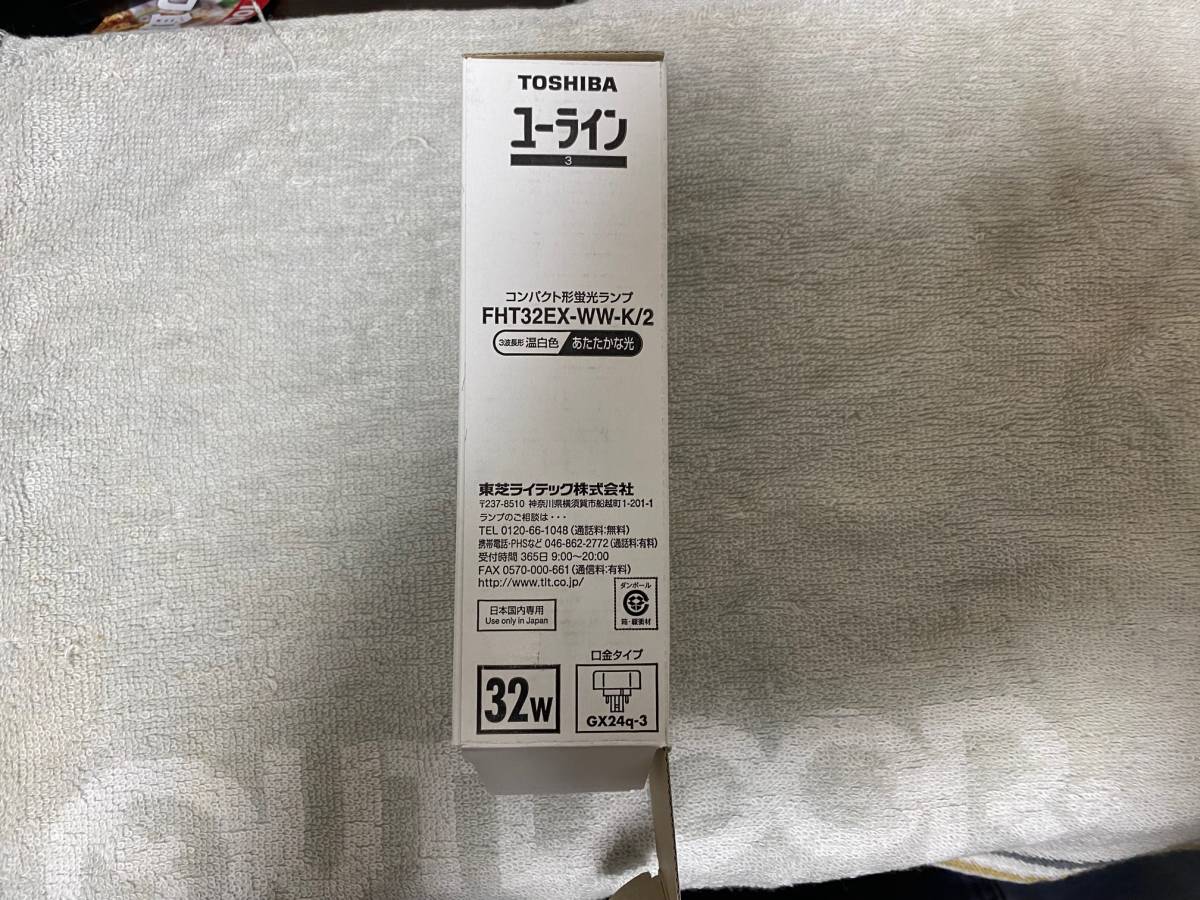 TOSHIBA
ユーライン
3
コンパクト形蛍光ランプ
FHT32EX-WW-K/2
3波長形 温白色 あたたかな光
東芝ライテック株式会社
〒237-8510 神奈川県横須賀市船越町1-201-1
ランプのご相談は・・・
TEL 0120-66-1048(通話料:無料)
携帯電話・PHSなど 046-862-2772(通話料:有料)
受付時間 365日 9:00～20:00
FAX 0570-000-661(通信料:有料)
http://www.tlt.co.jp/
日本国内専用
Use only in Japan
ダンボール
箱・緩衝材
口金タイプ
32W
GX24q-3